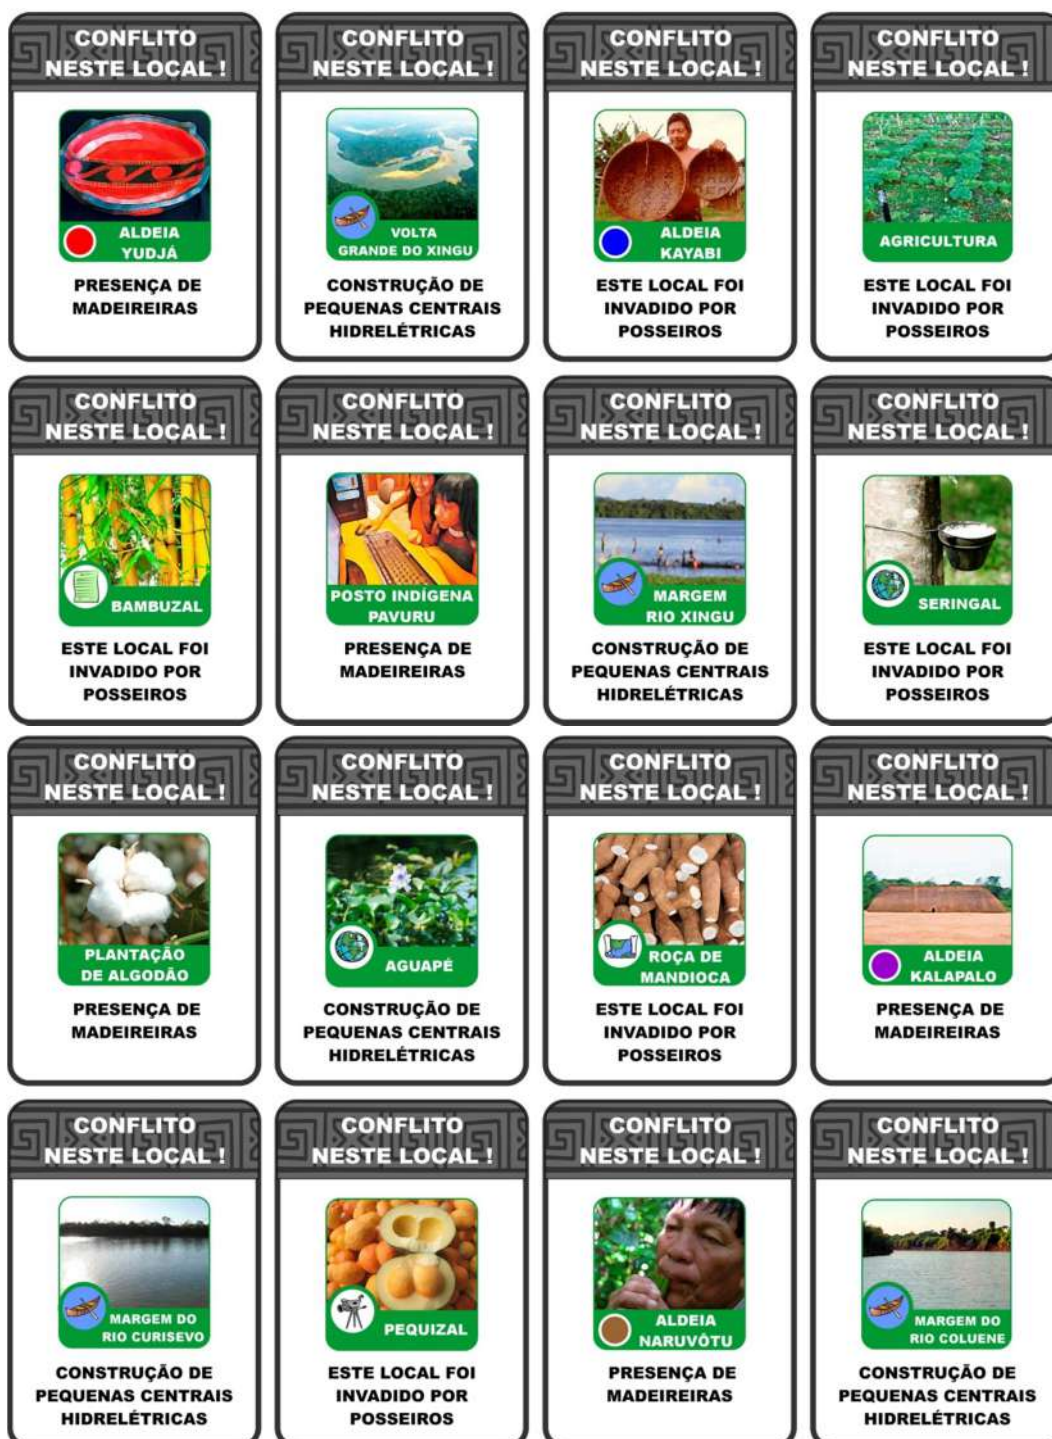 CONFLITO
NESTE LOCAL !
ALDEIA
YUDJÁ
PRESENÇA DE
MADEIREIRAS
CONFLITO
NESTE LOCAL !
VOLTA
GRANDE DO XINGU
CONSTRUÇÃO DE
PEQUENAS CENTRAIS
HIDRELÉTRICAS
CONFLITO
NESTE LOCAL !
ALDEIA
KAYABI
ESTE LOCAL FOI
INVADIDO POR
POSSEIROS
CONFLITO
NESTE LOCAL !
AGRICULTURA
ESTE LOCAL FOI
INVADIDO POR
POSSEIROS
CONFLITO
NESTE LOCAL !
BAMBUZAL
ESTE LOCAL FOI
INVADIDO POR
POSSEIROS
CONFLITO
NESTE LOCAL !
POSTO INDÍGENA
PAVURU
PRESENÇA DE
MADEIREIRAS
CONFLITO
NESTE LOCAL !
MARGEM
RIO XINGU
CONSTRUÇÃO DE
PEQUENAS CENTRAIS
HIDRELÉTRICAS
CONFLITO
NESTE LOCAL !
SERINGAL
ESTE LOCAL FOI
INVADIDO POR
POSSEIROS
CONFLITO
NESTE LOCAL !
PLANTAÇÃO
DE ALGODÃO
PRESENÇA DE
MADEIREIRAS
CONFLITO
NESTE LOCAL !
AGUAPÉ
CONSTRUÇÃO DE
PEQUENAS CENTRAIS
HIDRELÉTRICAS
CONFLITO
NESTE LOCAL !
ROÇA DE
MANDIOCA
ESTE LOCAL FOI
INVADIDO POR
POSSEIROS
CONFLITO
NESTE LOCAL !
ALDEIA
KALAPALO
PRESENÇA DE
MADEIREIRAS
CONFLITO
NESTE LOCAL !
MARGEM DO
RIO CURISEVO
CONSTRUÇÃO DE
PEQUENAS CENTRAIS
HIDRELÉTRICAS
CONFLITO
NESTE LOCAL !
PEQUIZAL
ESTE LOCAL FOI
INVADIDO POR
POSSEIROS
CONFLITO
NESTE LOCAL !
ALDEIA
NARUVÔTU
PRESENÇA DE
MADEIREIRAS
CONFLITO
NESTE LOCAL !
MARGEM DO
RIO COLUENE
CONSTRUÇÃO DE
PEQUENAS CENTRAIS
HIDRELÉTRICAS